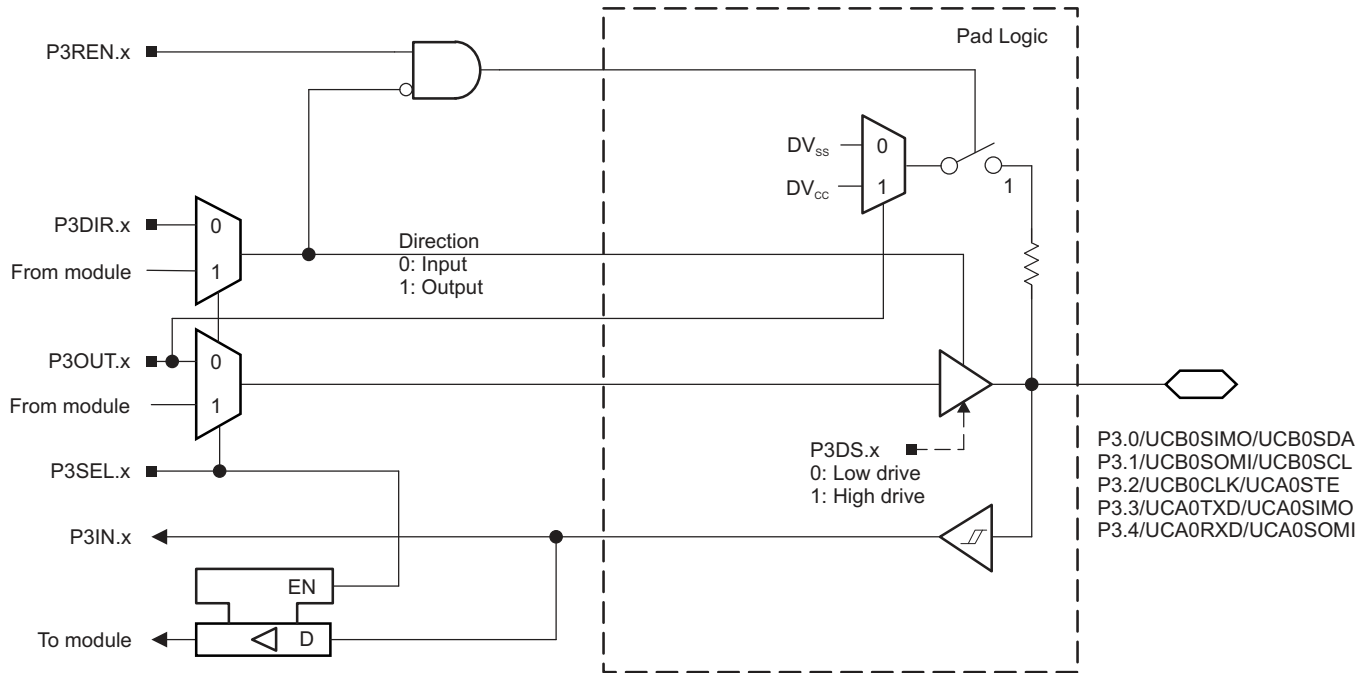 Pad Logic
P3REN.x
DVss
0
DVcc
1
1
P3DIR.x
0
From module
1
Direction
0: Input
1: Output
P3OUT.x
0
From module
1
P3SEL.x
P3DS.x
0: Low drive
1: High drive
P3.0/UCB0SIMO/UCB0SDA
P3.1/UCB0SOMI/UCB0SCL
P3.2/UCB0CLK/UCA0STE
P3.3/UCA0TXD/UCA0SIMO
P3.4/UCA0RXD/UCA0SOMI
P3IN.x
EN
To module
D